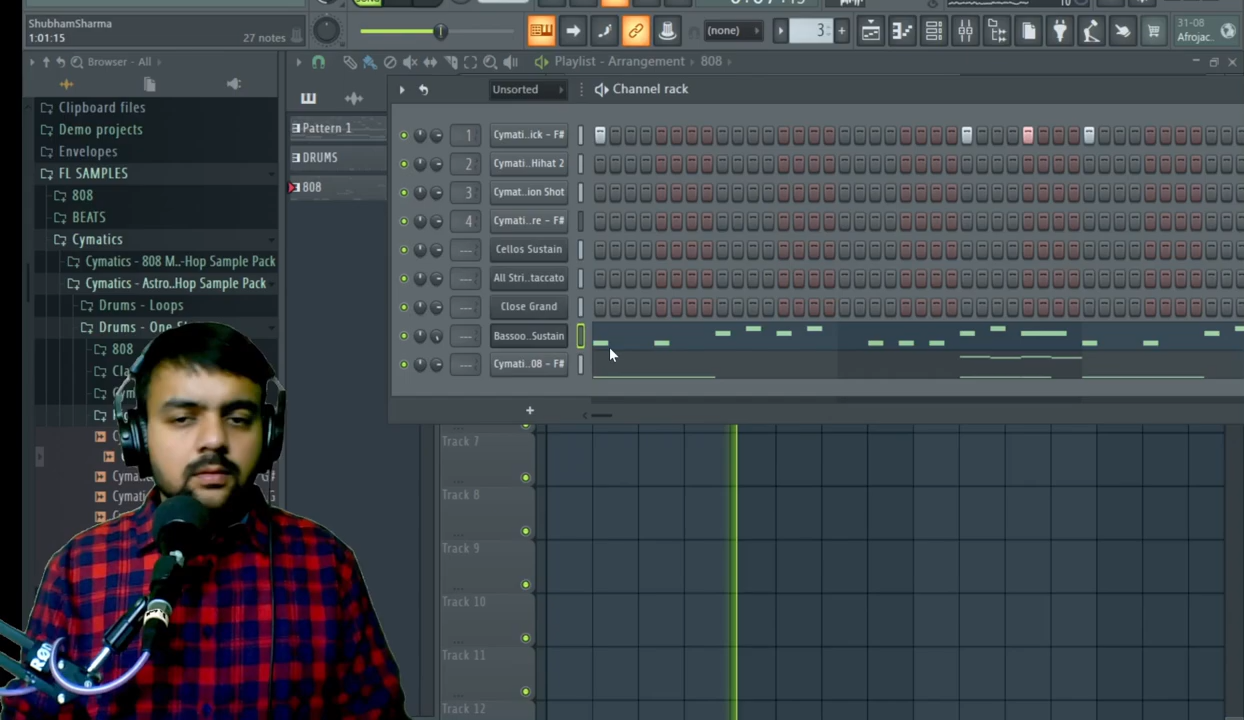 ShubhamSharma
1:01:15
27 notes
(none)
3
31-08
Afrojac..
Browser - All
Playlist - Arrangement
808
Clipboard files
Demo projects
Envelopes
FL SAMPLES
808
BEATS
Cymatics
Cymatics - 808 M..-Hop Sample Pack
Cymatics - Astro..Hop Sample Pack
Drums - Loops
808
Pattern 1
DRUMS
808
Unsorted
Channel rack
1
Cymati..ick - F#
2
Cymati..Hihat 2
3
Cymat..ion Shot
4
Cymati..re - F#
---
Cellos Sustain
---
All Stri..taccato
---
Close Grand
---
Bassoo..Sustain
---
Cymati..08 - F#
+
Track 7
Track 8
Track 9
Track 10
Track 11
Track 12